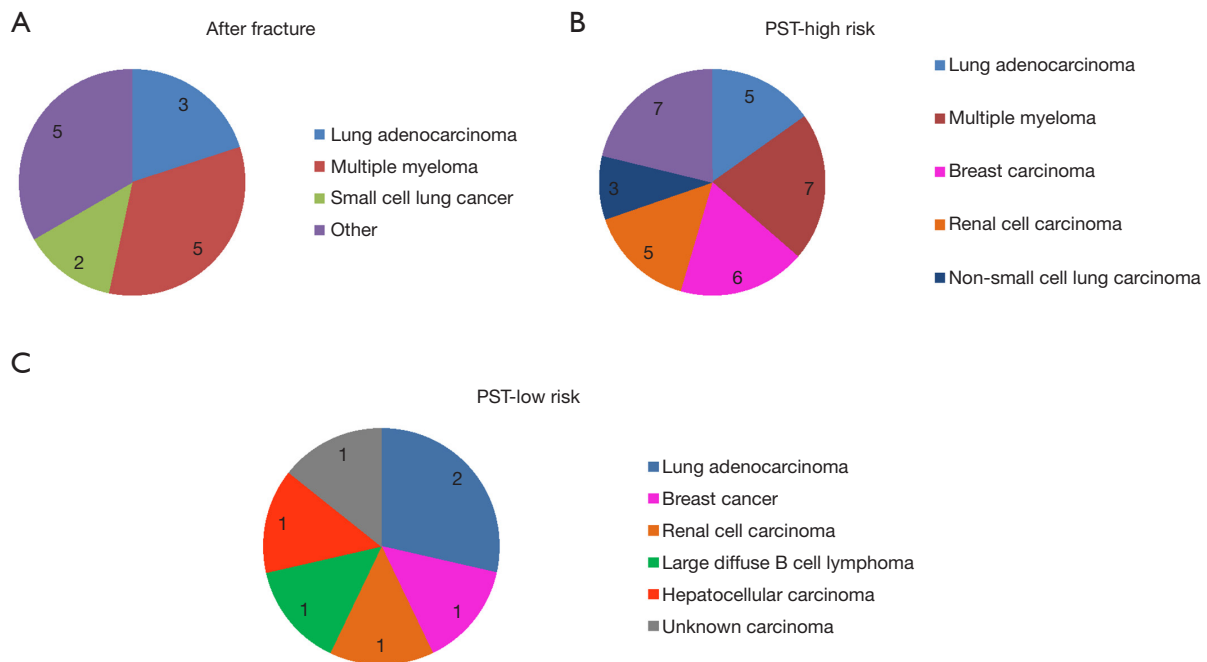 A
After fracture
3
5
2
5
Lung adenocarcinoma
Multiple myeloma
Small cell lung cancer
Other
B
PST-high risk
5
7
6
5
3
7
Lung adenocarcinoma
Multiple myeloma
Breast carcinoma
Renal cell carcinoma
Non-small cell lung carcinoma
C
PST-low risk
2
1
1
1
1
1
Lung adenocarcinoma
Breast cancer
Renal cell carcinoma
Large diffuse B cell lymphoma
Hepatocellular carcinoma
Unknown carcinoma